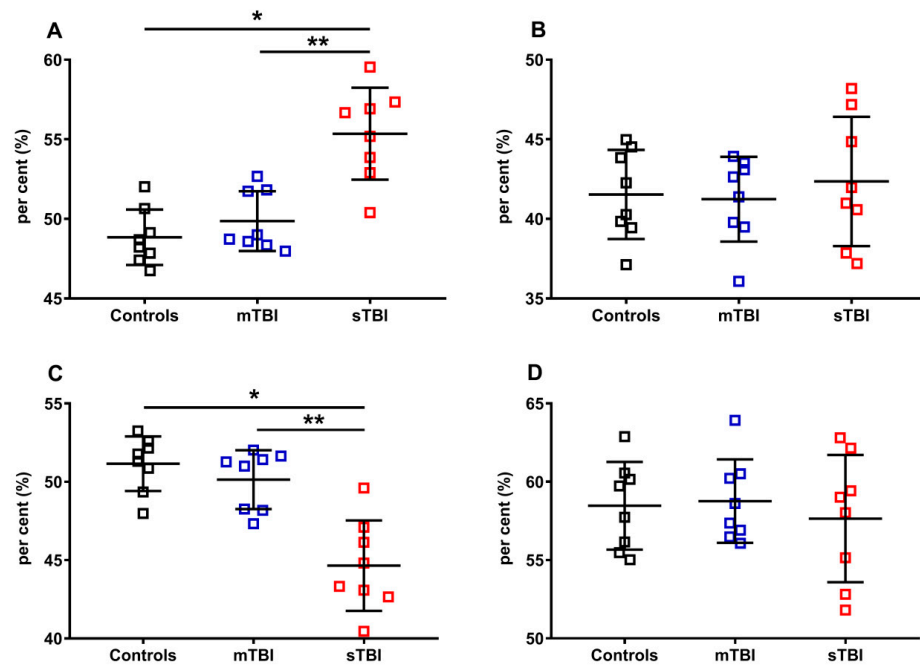 A
*
**
per cent (%)
60
55
50
45
Controls
mTBI
sTBI
B
per cent (%)
50
45
40
35
Controls
mTBI
sTBI
C
*
**
per cent (%)
55
50
45
40
Controls
mTBI
sTBI
D
per cent (%)
65
60
55
50
Controls
mTBI
sTBI